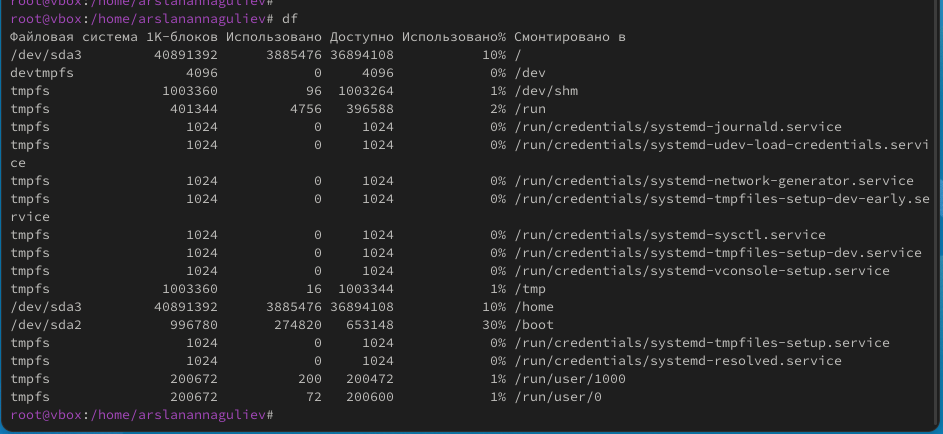 root@vbox:/home/arslanannaguliev#
root@vbox:/home/arslanannaguliev# df
Файловая система 1K-блоков Использовано Доступно Использовано% Смонтировано в
/dev/sda3 40891392 3885476 36894108 10% /
devtmpfs 4096 0 4096 0% /dev
tmpfs 1003360 96 1003264 1% /dev/shm
tmpfs 401344 4756 396588 2% /run
tmpfs 1024 0 1024 0% /run/credentials/systemd-journald.service
tmpfs 1024 0 1024 0% /run/credentials/systemd-udev-load-credentials.servi
ce
tmpfs 1024 0 1024 0% /run/credentials/systemd-network-generator.service
tmpfs 1024 0 1024 0% /run/credentials/systemd-tmpfiles-setup-dev-early.se
rvice
tmpfs 1024 0 1024 0% /run/credentials/systemd-sysctl.service
tmpfs 1024 0 1024 0% /run/credentials/systemd-tmpfiles-setup-dev.service
tmpfs 1024 0 1024 0% /run/credentials/systemd-vconsole-setup.service
tmpfs 1003360 16 1003344 1% /tmp
/dev/sda3 40891392 3885476 36894108 10% /home
/dev/sda2 996780 274820 653148 30% /boot
tmpfs 1024 0 1024 0% /run/credentials/systemd-tmpfiles-setup.service
tmpfs 1024 0 1024 0% /run/credentials/systemd-resolved.service
tmpfs 200672 200 200472 1% /run/user/1000
tmpfs 200672 72 200600 1% /run/user/0
root@vbox:/home/arslanannaguliev#